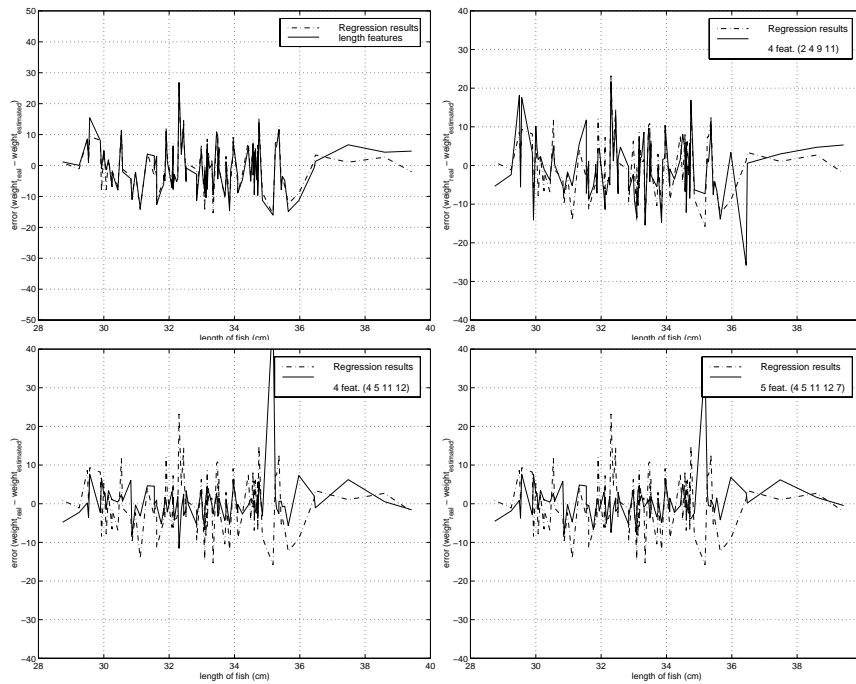 50
40
30
20
10
0
−10
−20
−30
−40
−50
error (weight_real − weight_estimated)
28 30 32 34 36 38 40
length of fish (cm)
Regression results
length features
40
30
20
10
0
−10
−20
−30
−40
error (weight_real − weight_estimated)
28 30 32 34 36 38
length of fish (cm)
Regression results
4 feat. (2 4 9 11)
40
30
20
10
0
−10
−20
−30
−40
error (weight_real − weight_estimated)
28 30 32 34 36 38 40
length of fish (cm)
Regression results
4 feat. (4 5 11 12)
40
30
20
10
0
−10
−20
−30
−40
error (weight_real − weight_estimated)
28 30 32 34 36 38
length of fish (cm)
Regression results
5 feat. (4 5 11 12 7)